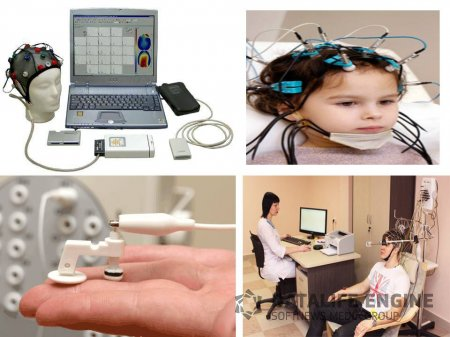 DATALIFE ENGINE
SOFTNEWS MEDIA GROUP